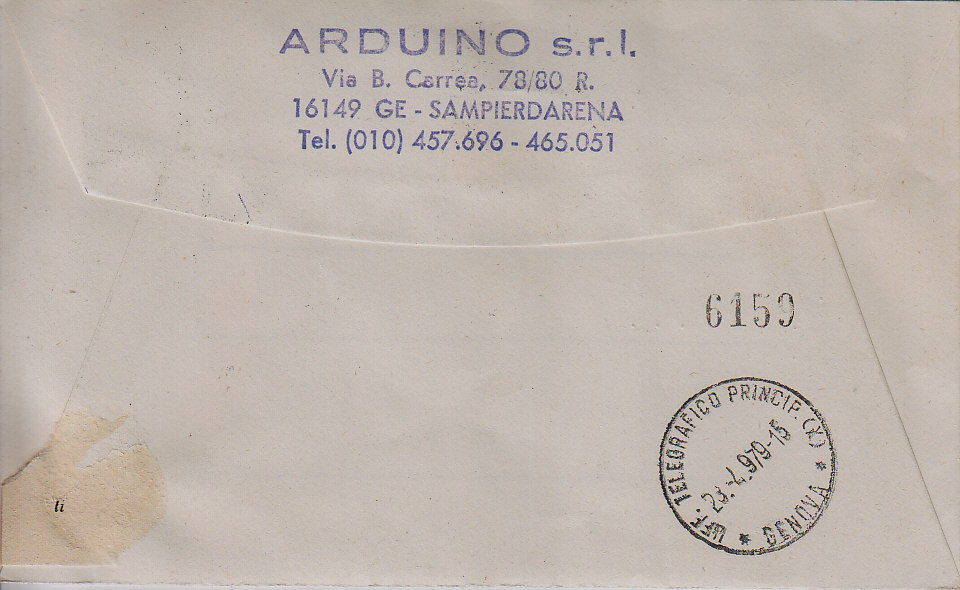 ARDUINO s.r.l.
Via B. Carrea, 78/80 R.
16149 GE - SAMPIERDARENA
Tel. (010) 457.696 - 465.051
6159
UFF. TELEGRAFICO PRINCIP. (X)
-4.979-15
* GENOVA *
li